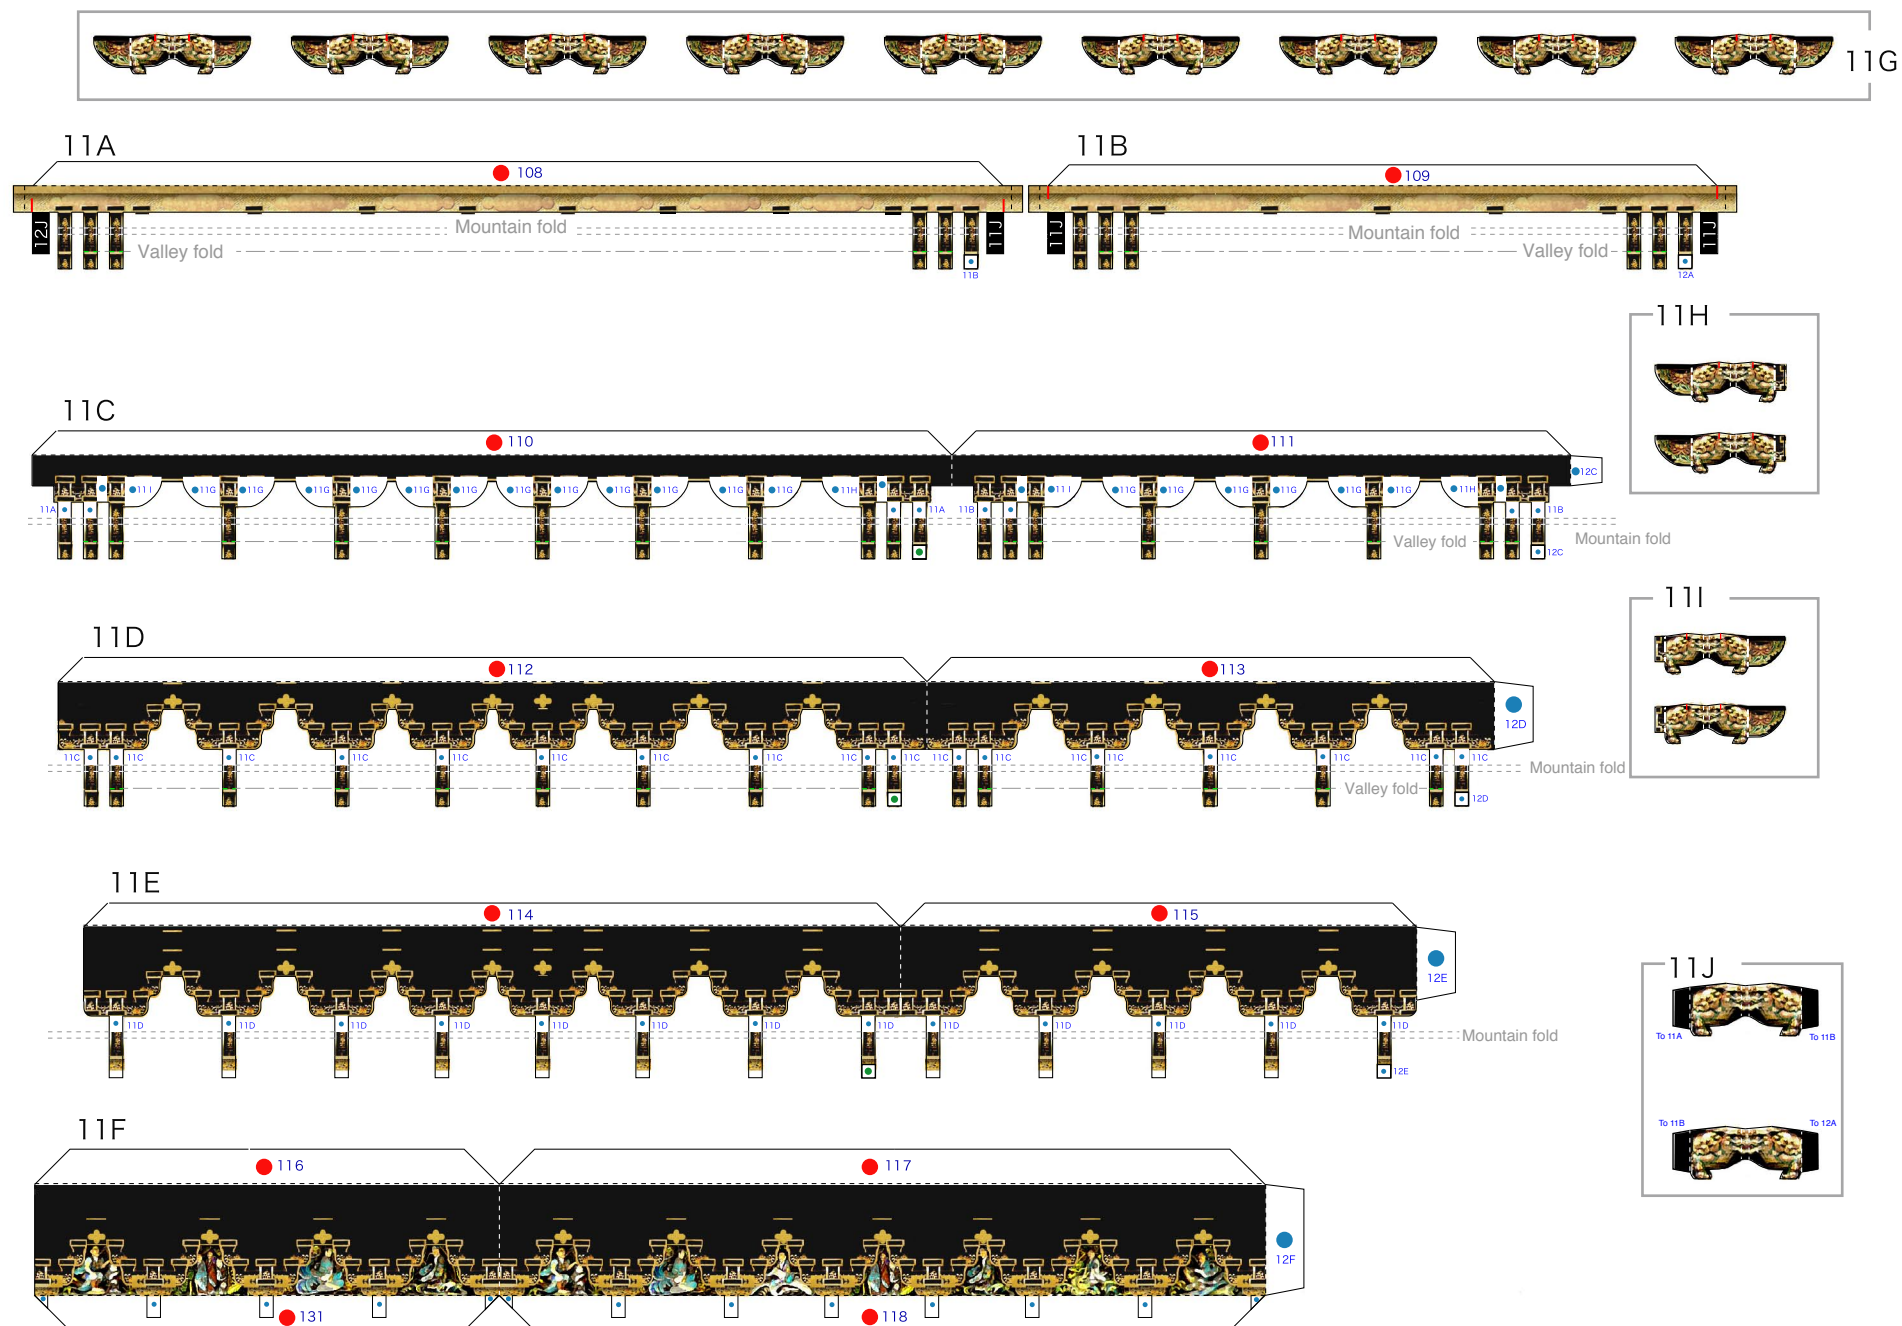 11G
11A
11B
108
109
12J
11J
11J
11J
Mountain fold
Mountain fold
Valley fold
Valley fold
11B
12A
11H
11C
110
111
12C
11I 11G 11G 11G 11G 11G 11G 11G 11G 11G 11G 11G 11G 11H 11I 11G 11G 11G 11G 11G 11H
11A 11A 11B 11B
Valley fold
Mountain fold
12C
11I
11D
112
113
12D
11C 11C 11C 11C 11C 11C 11C 11C 11C 11C 11C 11C 11C 11C 11C 11C 11C
Mountain fold
Valley fold
12D
11E
114
115
12E
11J
11D 11D 11D 11D 11D 11D 11D 11D 11D 11D 11D 11D 11D
Mountain fold
To 11A To 11B
12E
11F
To 11B To 12A
116
117
12F
131
118